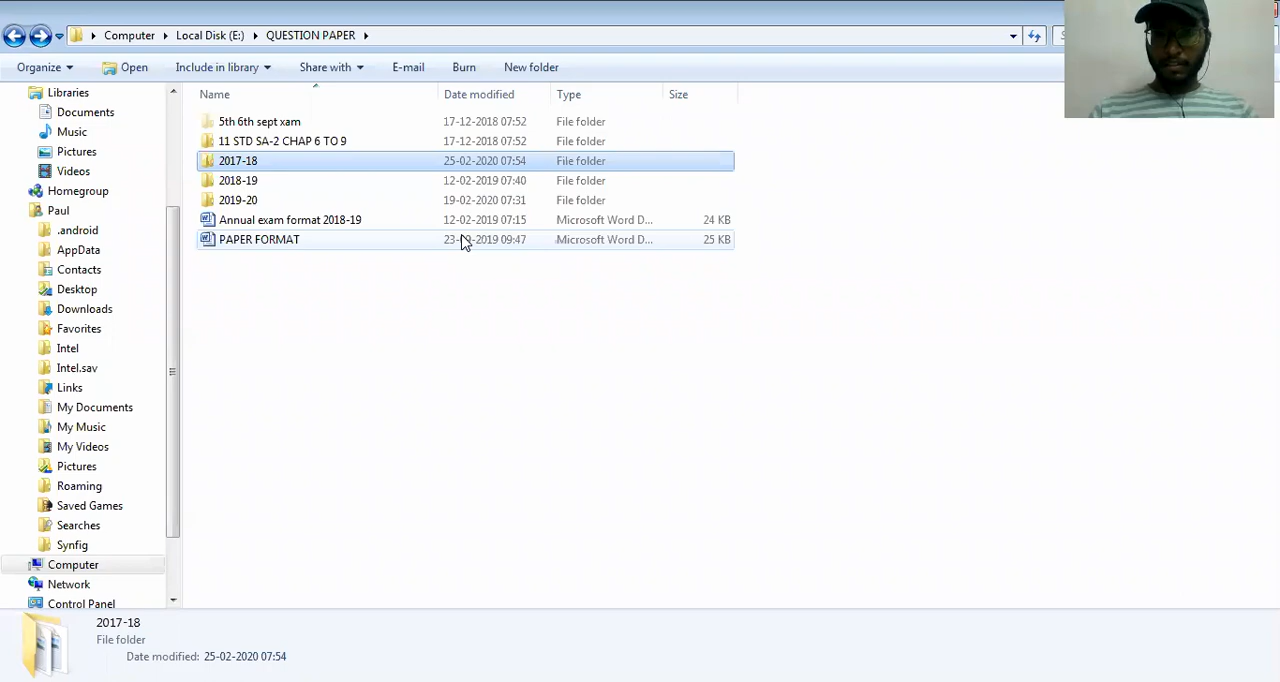 Computer Local Disk (E:) QUESTION PAPER
Organize Open Include in library Share with E-mail Burn New folder
Name Date modified Type Size
5th 6th sept xam 17-12-2018 07:52 File folder
11 STD SA-2 CHAP 6 TO 9 17-12-2018 07:52 File folder
2017-18 25-02-2020 07:54 File folder
2018-19 12-02-2019 07:40 File folder
2019-20 19-02-2020 07:31 File folder
Annual exam format 2018-19 12-02-2019 07:15 Microsoft Word D... 24 KB
PAPER FORMAT 2019 09:47 Microsoft Word D... 25 KB
Libraries
Documents
Music
Pictures
Videos
Homegroup
Paul
.android
AppData
Contacts
Desktop
Downloads
Favorites
Intel
Intel.sav
Links
My Documents
My Music
My Videos
Pictures
Roaming
Saved Games
Searches
Synfig
Computer
Network
Control Panel
2017-18
File folder
Date modified: 25-02-2020 07:54